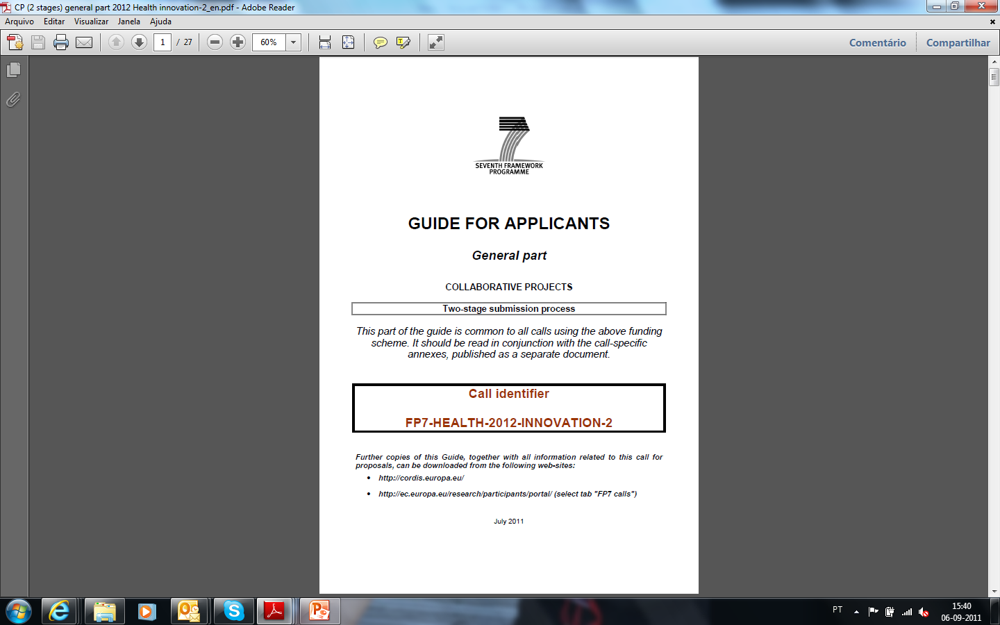 CP (2 stages) general part 2012 Health innovation-2_en.pdf - Adobe Reader
Arquivo Editar Visualizar Janela Ajuda
1 / 27 60% Comentário Compartilhar
SEVENTH FRAMEWORK
PROGRAMME
GUIDE FOR APPLICANTS
General part
COLLABORATIVE PROJECTS
Two-stage submission process
This part of the guide is common to all calls using the above funding
scheme. It should be read in conjunction with the call-specific
annexes, published as a separate document.
Call identifier
FP7-HEALTH-2012-INNOVATION-2
Further copies of this Guide, together with all information related to this call for
proposals, can be downloaded from the following web-sites:
• http://cordis.europa.eu/
• http://ec.europa.eu/research/participants/portal/ (select tab "FP7 calls")
July 2011
PT 15:40
06-09-2011